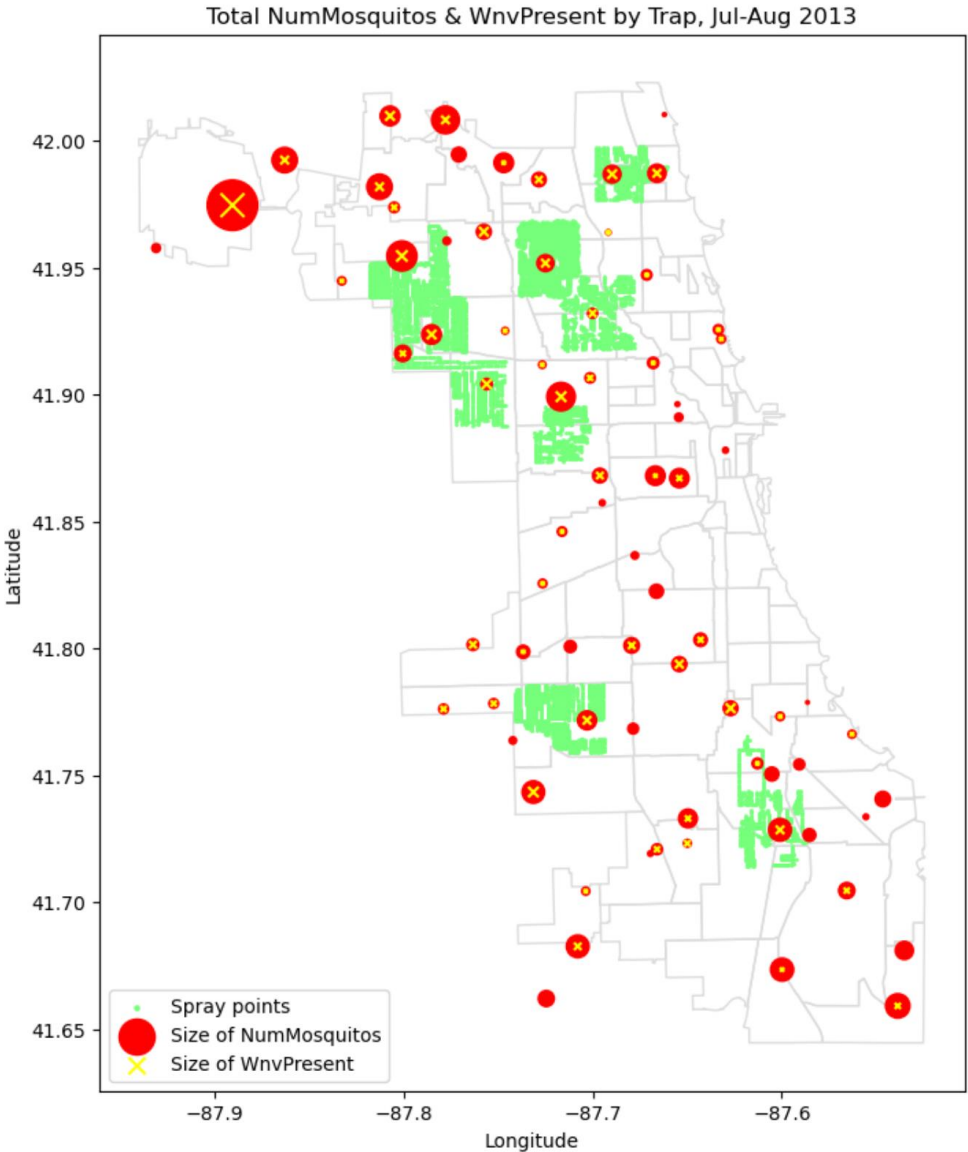 Total NumMosquitos & WnvPresent by Trap, Jul-Aug 2013
42.00
41.95
41.90
41.85
41.80
41.75
41.70
41.65
Latitude
Spray points
Size of NumMosquitos
Size of WnvPresent
−87.9 −87.8 −87.7 −87.6
Longitude